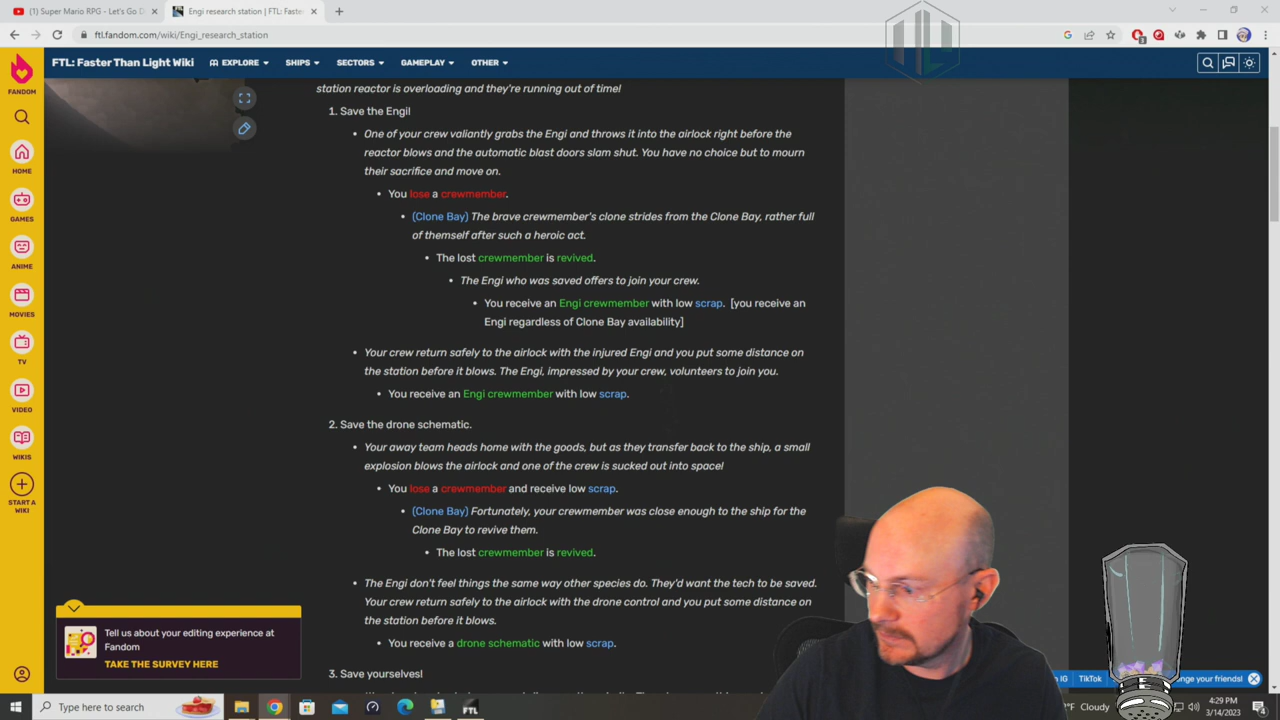 (1) Super Mario RPG - Let's Go D
Engi research station | FTL: Faster
ftl.fandom.com/wiki/Engi_research_station
FTL: Faster Than Light Wiki
EXPLORE
SHIPS
SECTORS
GAMEPLAY
OTHER
FANDOM
HOME
GAMES
ANIME
MOVIES
TV
VIDEO
WIKIS
START A
WIKI
station reactor is overloading and they're running out of time!
1. Save the Engi!
One of your crew valiantly grabs the Engi and throws it into the airlock right before the
reactor blows and the automatic blast doors slam shut. You have no choice but to mourn
their sacrifice and move on.
You lose a crewmember.
(Clone Bay) The brave crewmember's clone strides from the Clone Bay, rather full
of themself after such a heroic act.
The lost crewmember is revived.
The Engi who was saved offers to join your crew.
You receive an Engi crewmember with low scrap. [you receive an
Engi regardless of Clone Bay availability]
Your crew return safely to the airlock with the injured Engi and you put some distance on
the station before it blows. The Engi, impressed by your crew, volunteers to join you.
You receive an Engi crewmember with low scrap.
2. Save the drone schematic.
Your away team heads home with the goods, but as they transfer back to the ship, a small
explosion blows the airlock and one of the crew is sucked out into space!
You lose a crewmember and receive low scrap.
(Clone Bay) Fortunately, your crewmember was close enough to the ship for the
Clone Bay to revive them.
The lost crewmember is revived.
The Engi don't feel things the same way other species do. They'd want the tech to be saved.
Your crew return safely to the airlock with the drone control and you put some distance on
the station before it blows.
You receive a drone schematic with low scrap.
3. Save yourselves!
Tell us about your editing experience at
Fandom
TAKE THE SURVEY HERE
IG
TikTok
nge your friends!
Type here to search
FTL
°F Cloudy
4:29 PM
3/14/2023
4